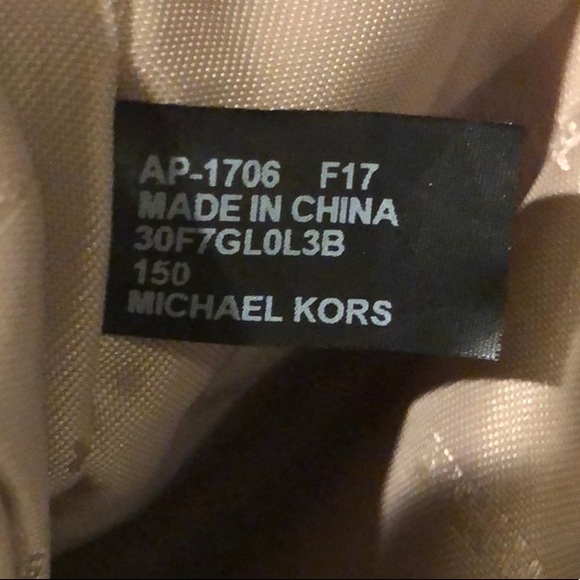 AP-1706 F17
MADE IN CHINA
30F7GL0L3B
150
MICHAEL KORS